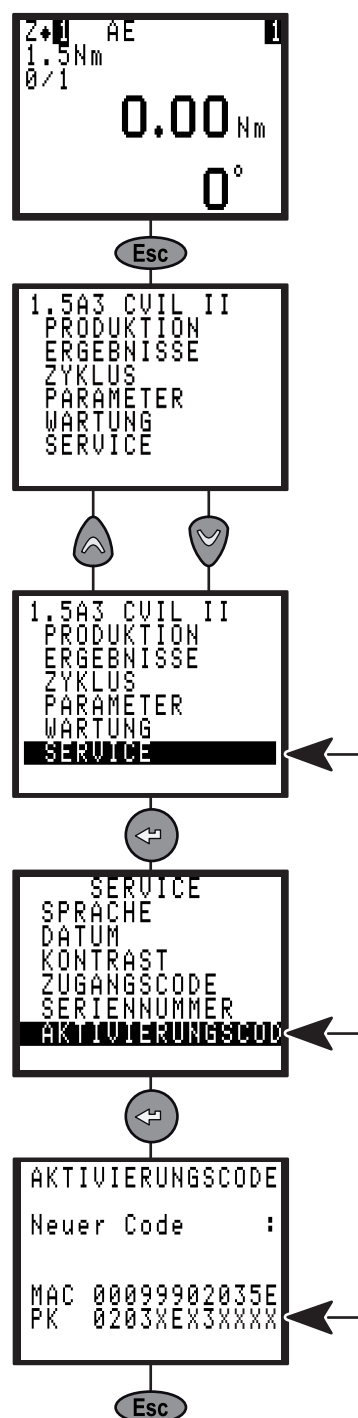 Z♦1 AE 1
1.5Nm
0/1
0.00 Nm
0°
Esc
1.5A3 CVIL II
PRODUKTION
ERGEBNISSE
ZYKLUS
PARAMETER
WARTUNG
SERVICE
1.5A3 CVIL II
PRODUKTION
ERGEBNISSE
ZYKLUS
PARAMETER
WARTUNG
SERVICE
SERVICE
SPRACHE
DATUM
KONTRAST
ZUGANGSCODE
SERIENNUMMER
AKTIVIERUNGSCOD
AKTIVIERUNGSCODE
Neuer Code :
MAC 00099902035E
PK 0203XEX3XXXX
Esc